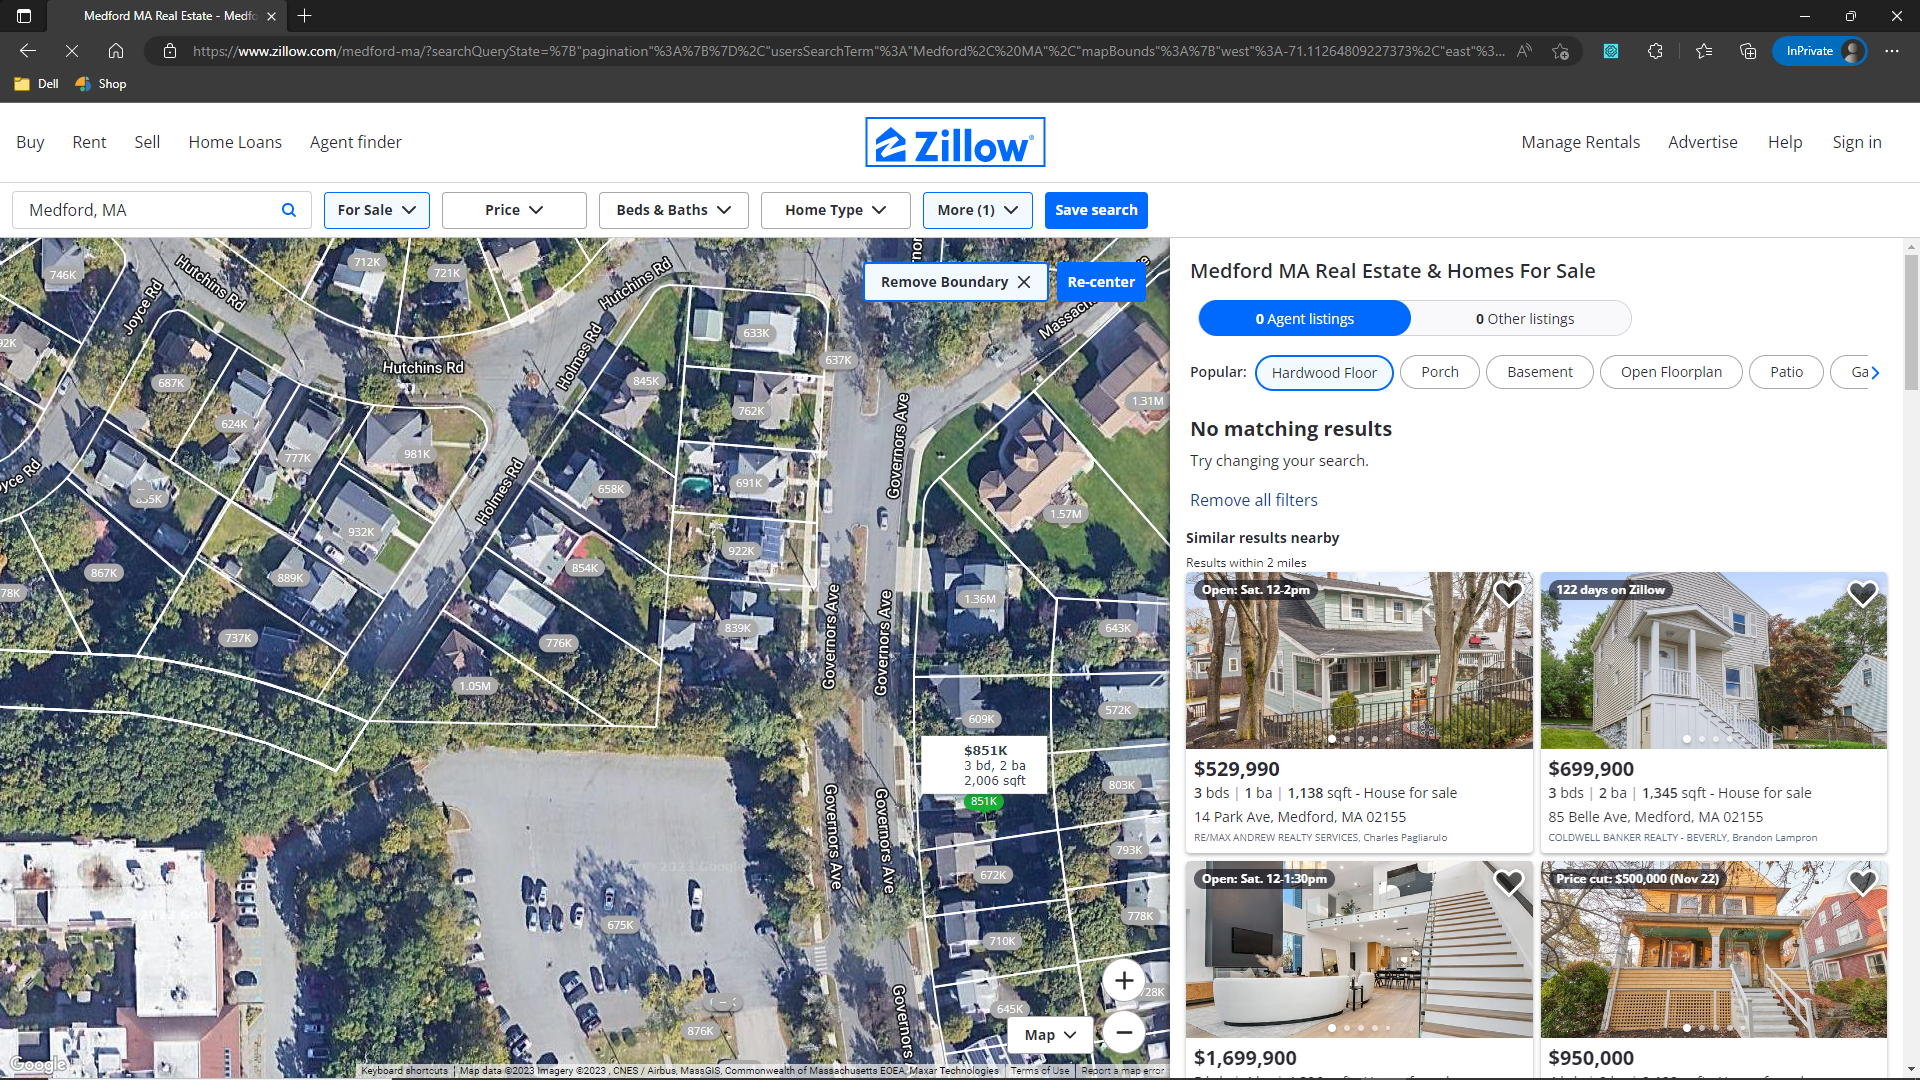 Medford MA Real Estate - Medfo
https://www.zillow.com/medford-ma/?searchQueryState=%7B"pagination"%3A%7B%7D%2C"usersSearchTerm"%3A"Medford%2C%20MA"%2C"mapBounds"%3A%7B"west"%3A-71.11264809227373%2C"east"%3...
InPrivate
Dell
Shop
Buy
Rent
Sell
Home Loans
Agent finder
Zillow
Manage Rentals
Advertise
Help
Sign in
Medford, MA
For Sale
Price
Beds & Baths
Home Type
More (1)
Save search
746K
Hutchins Rd
712K
721K
Hutchins Rd
Remove Boundary
Re-center
Joyce Rd
633K
637K
Holmes Rd
Hutchins Rd
687K
845K
762K
1.31M
624K
777K
981K
Governors Ave
Holmes Rd
658K
691K
1.57M
932K
922K
867K
889K
854K
78K
1.36M
737K
776K
839K
643K
Governors Ave
Governors Ave
1.05M
609K
572K
$851K
3 bd, 2 ba
2,006 sqft
851K
803K
793K
Governors Ave
Governors Ave
672K
675K
778K
710K
728K
645K
876K
Governors
Map
Google
Keyboard shortcuts
Map data ©2023 Imagery ©2023 , CNES / Airbus, MassGIS, Commonwealth of Massachusetts EOEA, Maxar Technologies
Terms of Use
Report a map error
Medford MA Real Estate & Homes For Sale
0 Agent listings
0 Other listings
Popular:
Hardwood Floor
Porch
Basement
Open Floorplan
Patio
Ga
No matching results
Try changing your search.
Remove all filters
Similar results nearby
Results within 2 miles
Open: Sat. 12-2pm
$529,990
3 bds | 1 ba | 1,138 sqft - House for sale
14 Park Ave, Medford, MA 02155
RE/MAX ANDREW REALTY SERVICES, Charles Pagliarulo
122 days on Zillow
$699,900
3 bds | 2 ba | 1,345 sqft - House for sale
85 Belle Ave, Medford, MA 02155
COLDWELL BANKER REALTY - BEVERLY, Brandon Lampron
Open: Sat. 12-1:30pm
$1,699,900
Price cut: $500,000 (Nov 22)
$950,000